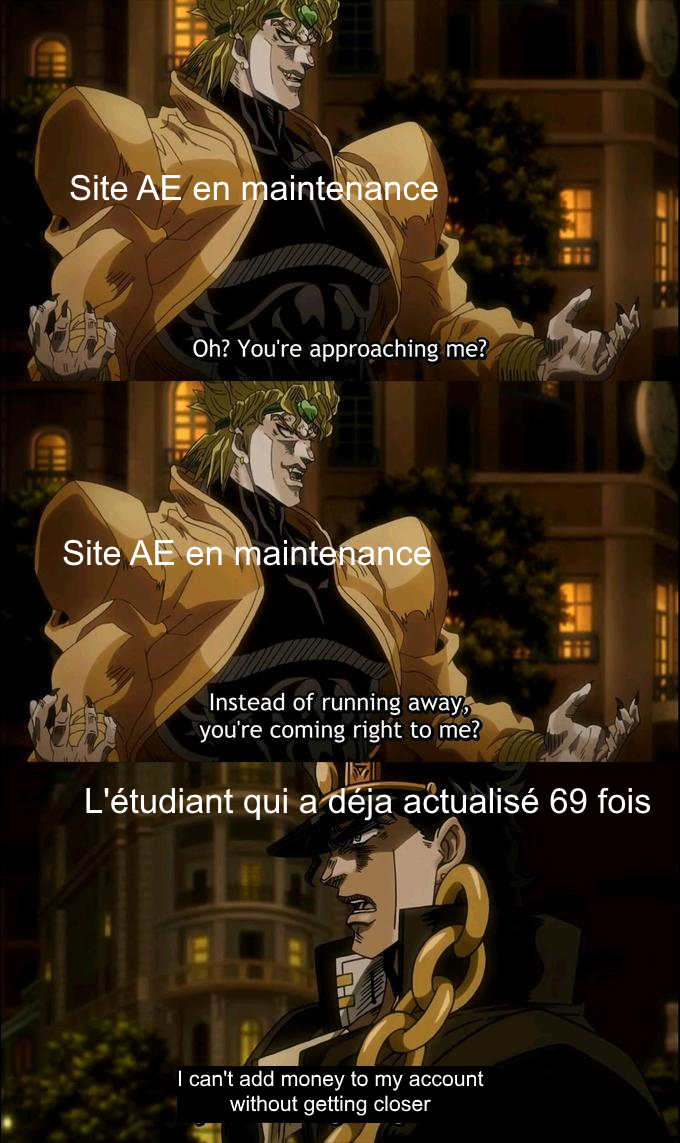 Site AE en maintenance
Oh? You're approaching me?
Site AE en maintenance
Instead of running away,
you're coming right to me?
L'étudiant qui a déja actualisé 69 fois
I can't add money to my account
without getting closer